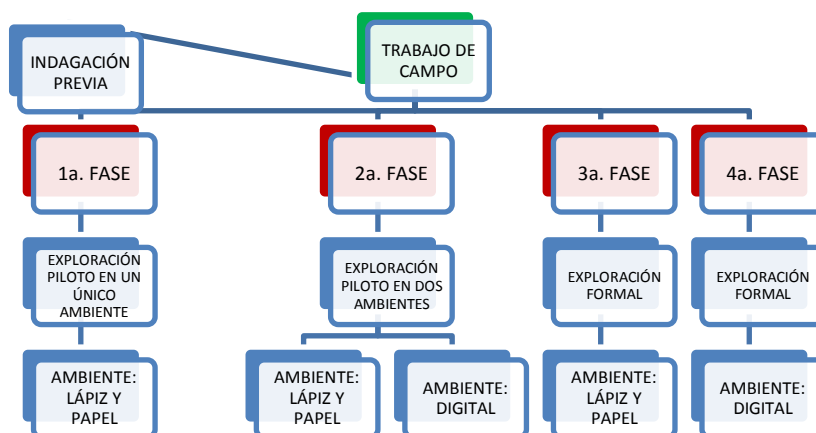 INDAGACIÓN
PREVIA
TRABAJO DE
CAMPO
1a. FASE
2a. FASE
3a. FASE
4a. FASE
EXPLORACIÓN
PILOTO EN UN
ÚNICO
AMBIENTE
EXPLORACIÓN
PILOTO EN DOS
AMBIENTES
EXPLORACIÓN
FORMAL
EXPLORACIÓN
FORMAL
AMBIENTE:
LÁPIZ Y
PAPEL
AMBIENTE:
LÁPIZ Y
PAPEL
AMBIENTE:
DIGITAL
AMBIENTE:
LÁPIZ Y
PAPEL
AMBIENTE:
DIGITAL